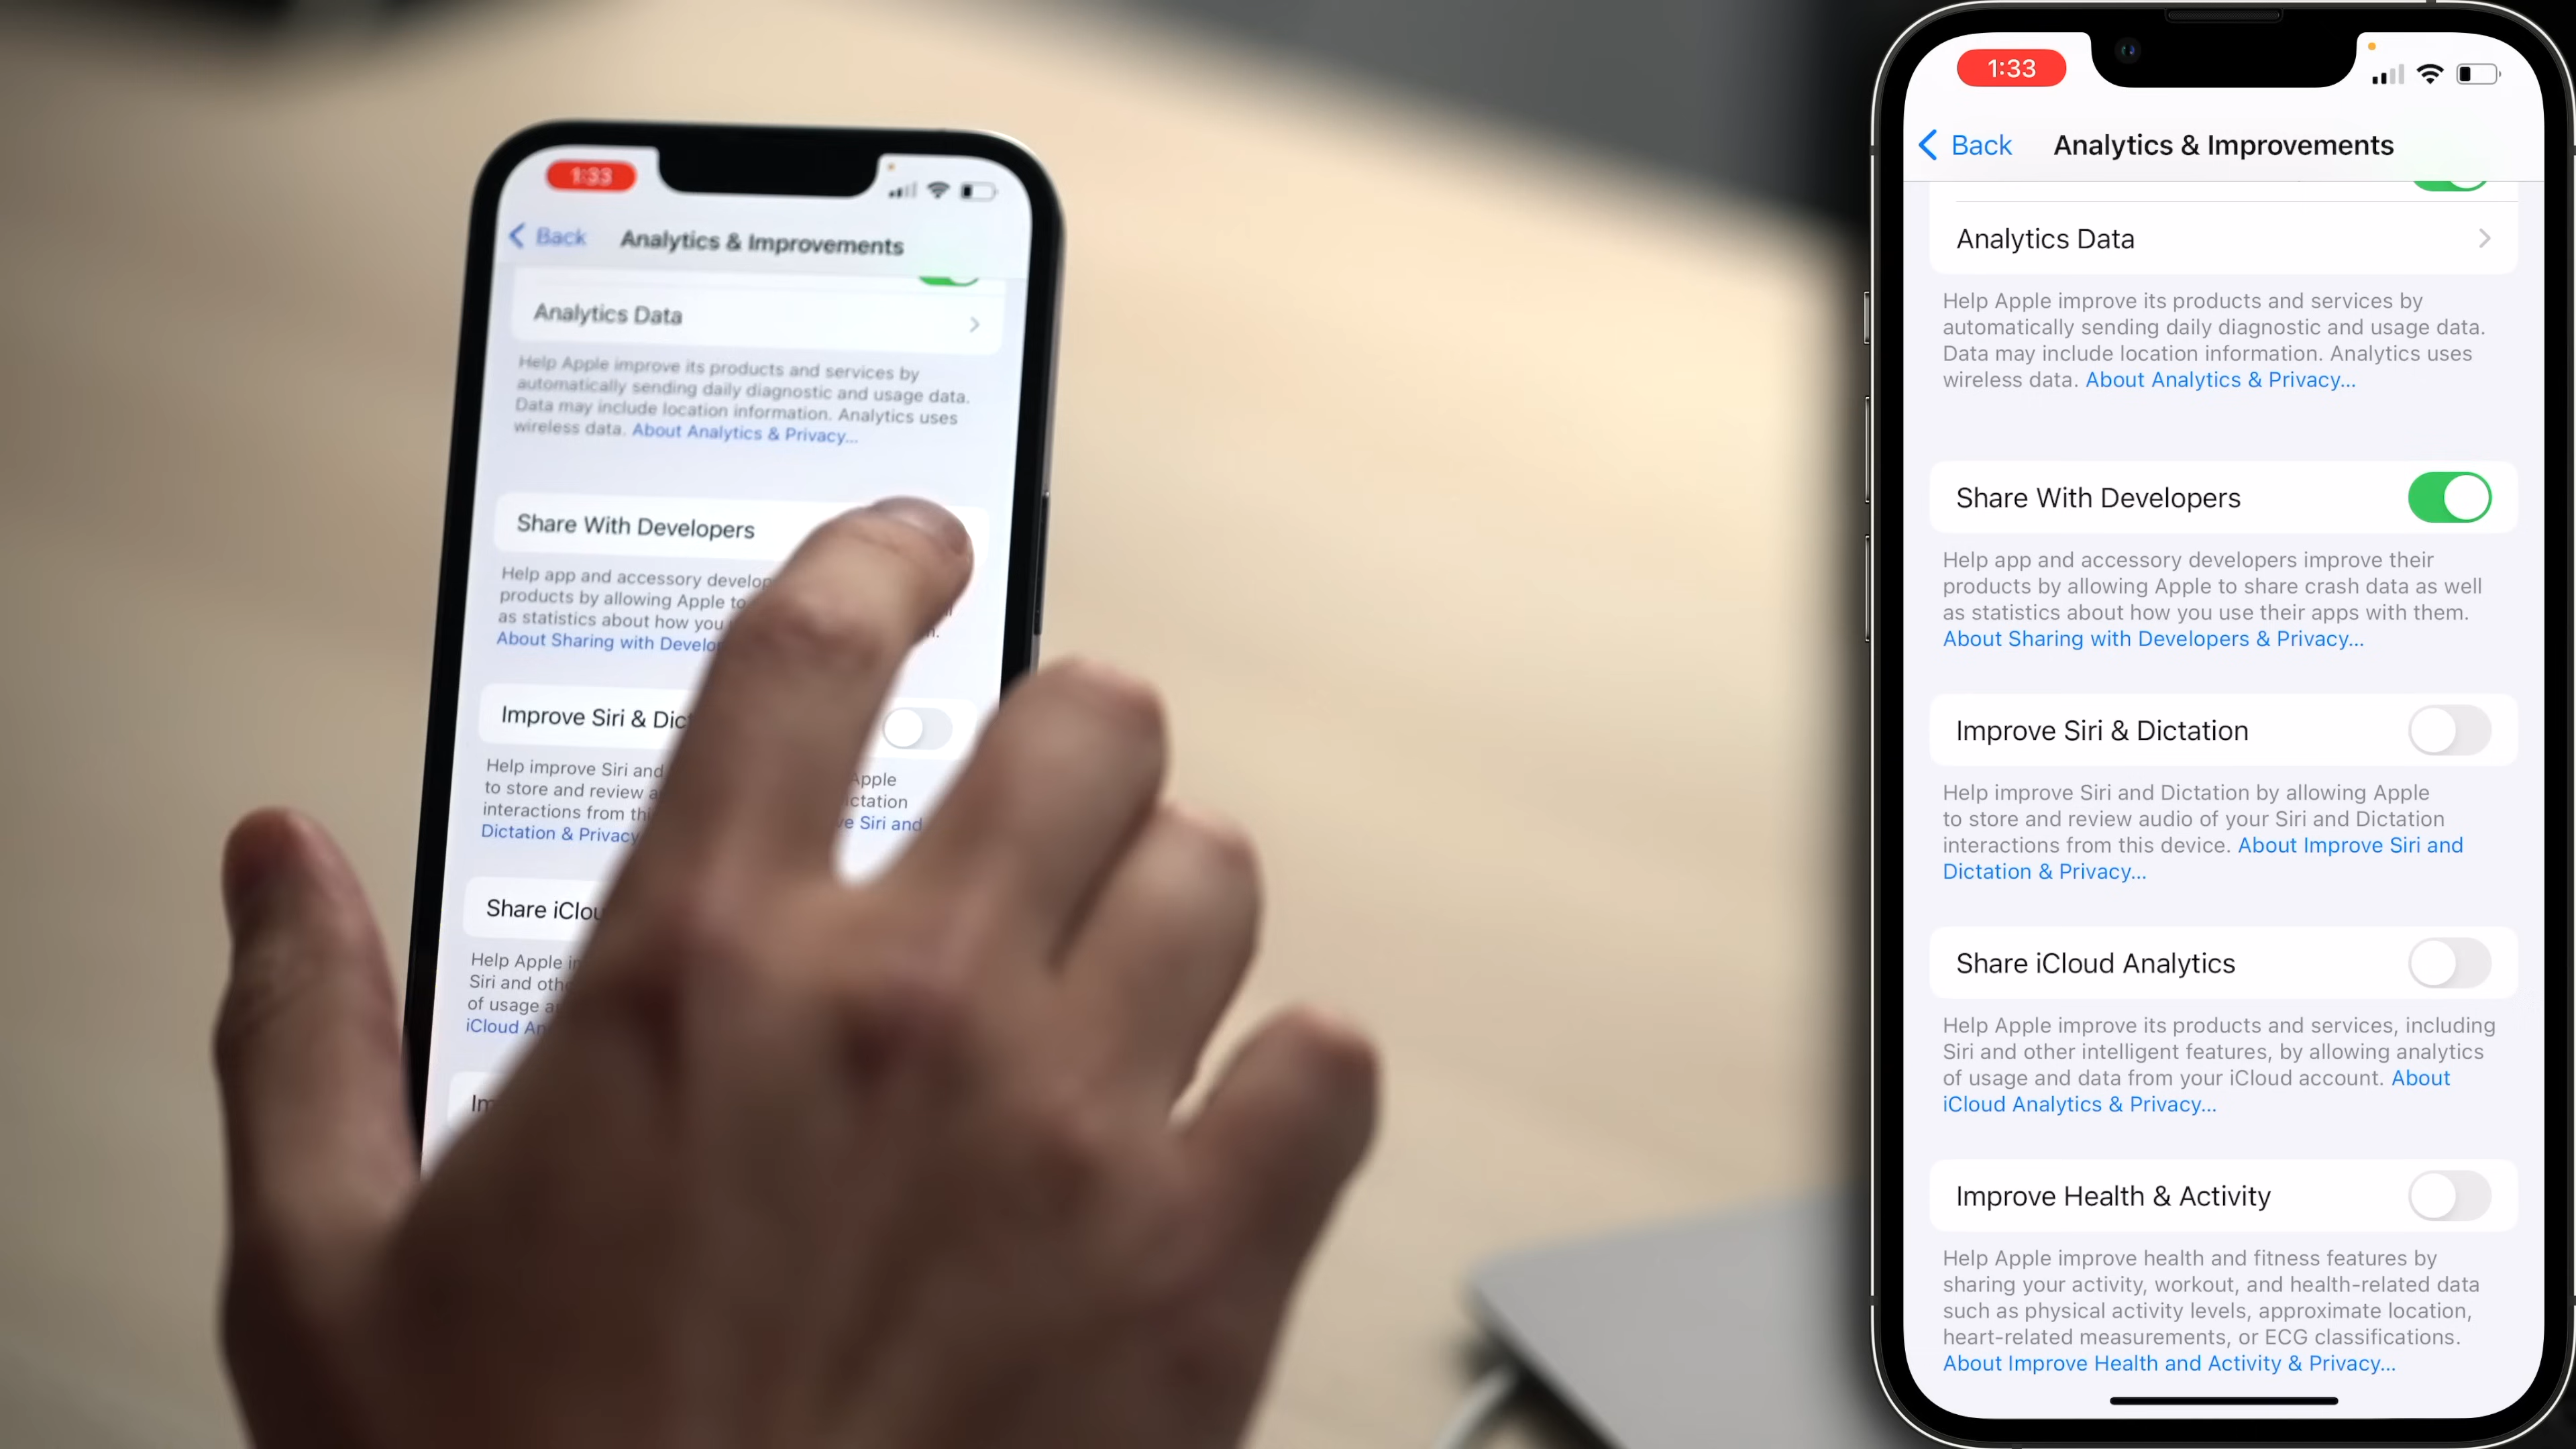 1:33
Back Analytics & Improvements
Analytics Data
Help Apple improve its products and services by
automatically sending daily diagnostic and usage data.
Data may include location information. Analytics uses
wireless data. About Analytics & Privacy...
Share With Developers
Help app and accessory
products by allowing Apple
as statistics about how you
About Sharing with
Improve Siri &
Help improve Siri and
Apple
to store and review
interactions from
Siri and
Dictation & Privacy
Share
Help Apple
Siri and
of usage
iCloud
1:33
Back Analytics & Improvements
Analytics Data
Help Apple improve its products and services by
automatically sending daily diagnostic and usage data.
Data may include location information. Analytics uses
wireless data. About Analytics & Privacy...
Share With Developers
Help app and accessory developers improve their
products by allowing Apple to share crash data as well
as statistics about how you use their apps with them.
About Sharing with Developers & Privacy...
Improve Siri & Dictation
Help improve Siri and Dictation by allowing Apple
to store and review audio of your Siri and Dictation
interactions from this device. About Improve Siri and
Dictation & Privacy...
Share iCloud Analytics
Help Apple improve its products and services, including
Siri and other intelligent features, by allowing analytics
of usage and data from your iCloud account. About
iCloud Analytics & Privacy...
Improve Health & Activity
Help Apple improve health and fitness features by
sharing your activity, workout, and health-related data
such as physical activity levels, approximate location,
heart-related measurements, or ECG classifications.
About Improve Health and Activity & Privacy...